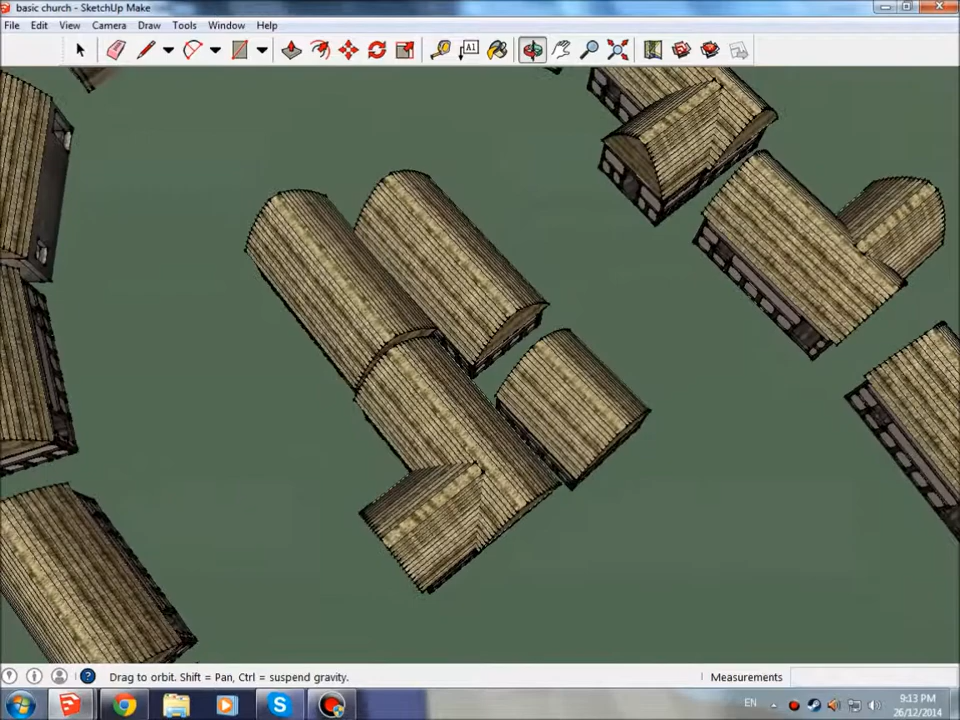 basic church - SketchUp Make
File Edit View Camera Draw Tools Window Help
A1
Drag to orbit. Shift = Pan, Ctrl = suspend gravity.
Measurements
EN
9:13 PM
26/12/2014